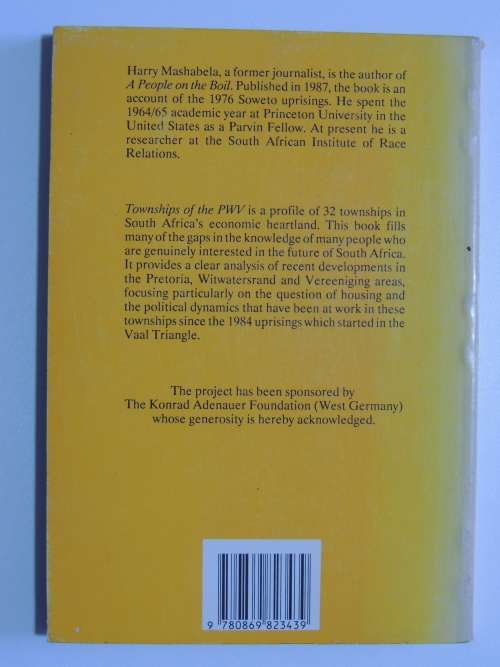 Harry Mashabela, a former journalist, is the author of
A People on the Boil. Published in 1987, the book is an
account of the 1976 Soweto uprisings. He spent the
1964/65 academic year at Princeton University in the
United States as a Parvin Fellow. At present he is a
researcher at the South African Institute of Race
Relations.
Townships of the PWV is a profile of 32 townships in
South Africa's economic heartland. This book fills
many of the gaps in the knowledge of many people who
are genuinely interested in the future of South Africa.
It provides a clear analysis of recent developments in
the Pretoria, Witwatersrand and Vereeniging areas,
focusing particularly on the question of housing and
the political dynamics that have been at work in these
townships since the 1984 uprisings which started in the
Vaal Triangle.
The project has been sponsored by
The Konrad Adenauer Foundation (West Germany)
whose generosity is hereby acknowledged.
9 780869 823439